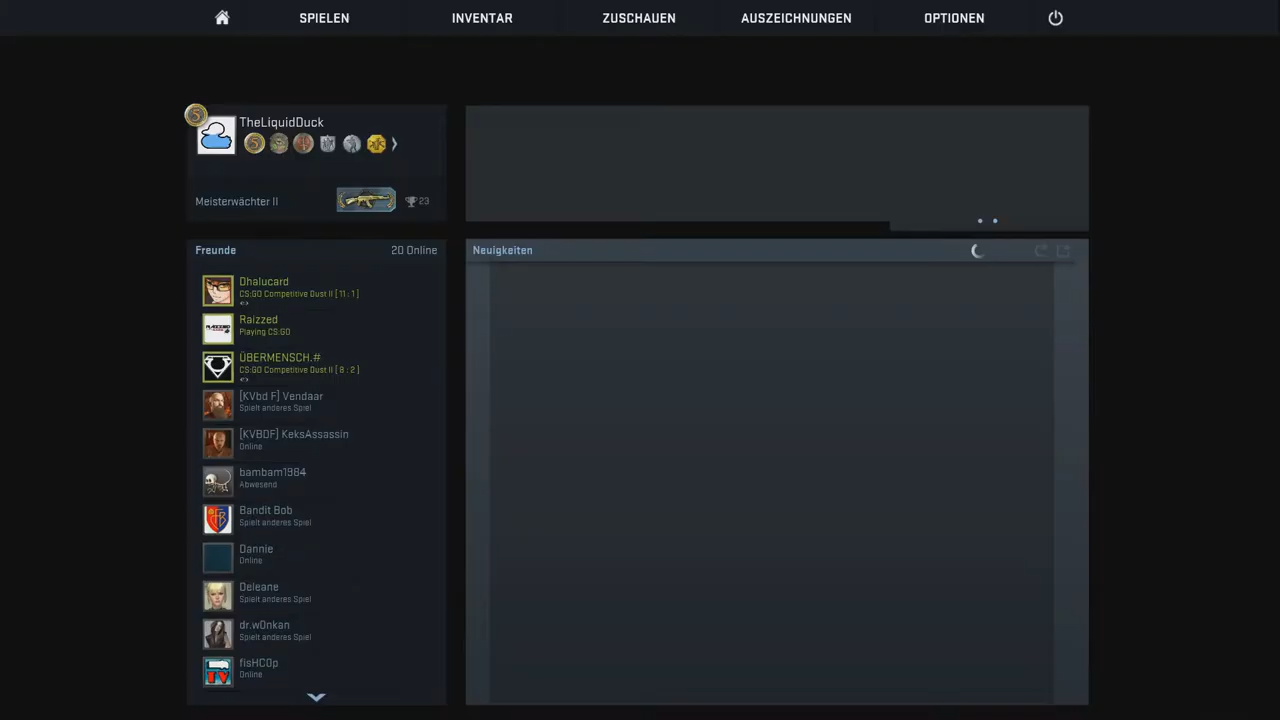 SPIELEN
INVENTAR
ZUSCHAUEN
AUSZEICHNUNGEN
OPTIONEN
5
TheLiquidDuck
5
Meisterwächter II
23
Freunde
20 Online
Neuigkeiten
Dhalucard
CS:GO Competitive Dust II [ 11 : 1 ]
Raizzed
Playing CS:GO
ÜBERMENSCH.#
CS:GO Competitive Dust II [ 8 : 2 ]
[KVbd F] Vendaar
Spielt anderes Spiel
[KVBDF] KeksAssassin
Online
bambam1984
Abwesend
Bandit Bob
Spielt anderes Spiel
Dannie
Online
Deleane
Spielt anderes Spiel
dr.w0nkan
Spielt anderes Spiel
fisHC0p
Online